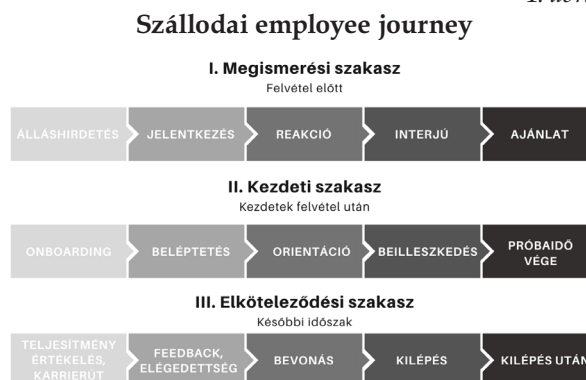 Szállodai employee journey
I. Megismerési szakasz
Felvétel előtt
ÁLLÁSHIRDETÉS JELENTKEZÉS REAKCIÓ INTERJÚ AJÁNLAT
II. Kezdeti szakasz
Kezdetek felvétel után
ONBOARDING BELÉPTETÉS ORIENTÁCIÓ BEILLESZKEDÉS PRÓBAIDŐ
VÉGE
III. Elköteleződési szakasz
Későbbi időszak
TELJESÍTMÉNY
ÉRTÉKELÉS,
KARRIERÚT
FEEDBACK,
ELÉGEDETTSÉG
BEVONÁS
KILÉPÉS
KILÉPÉS UTÁN